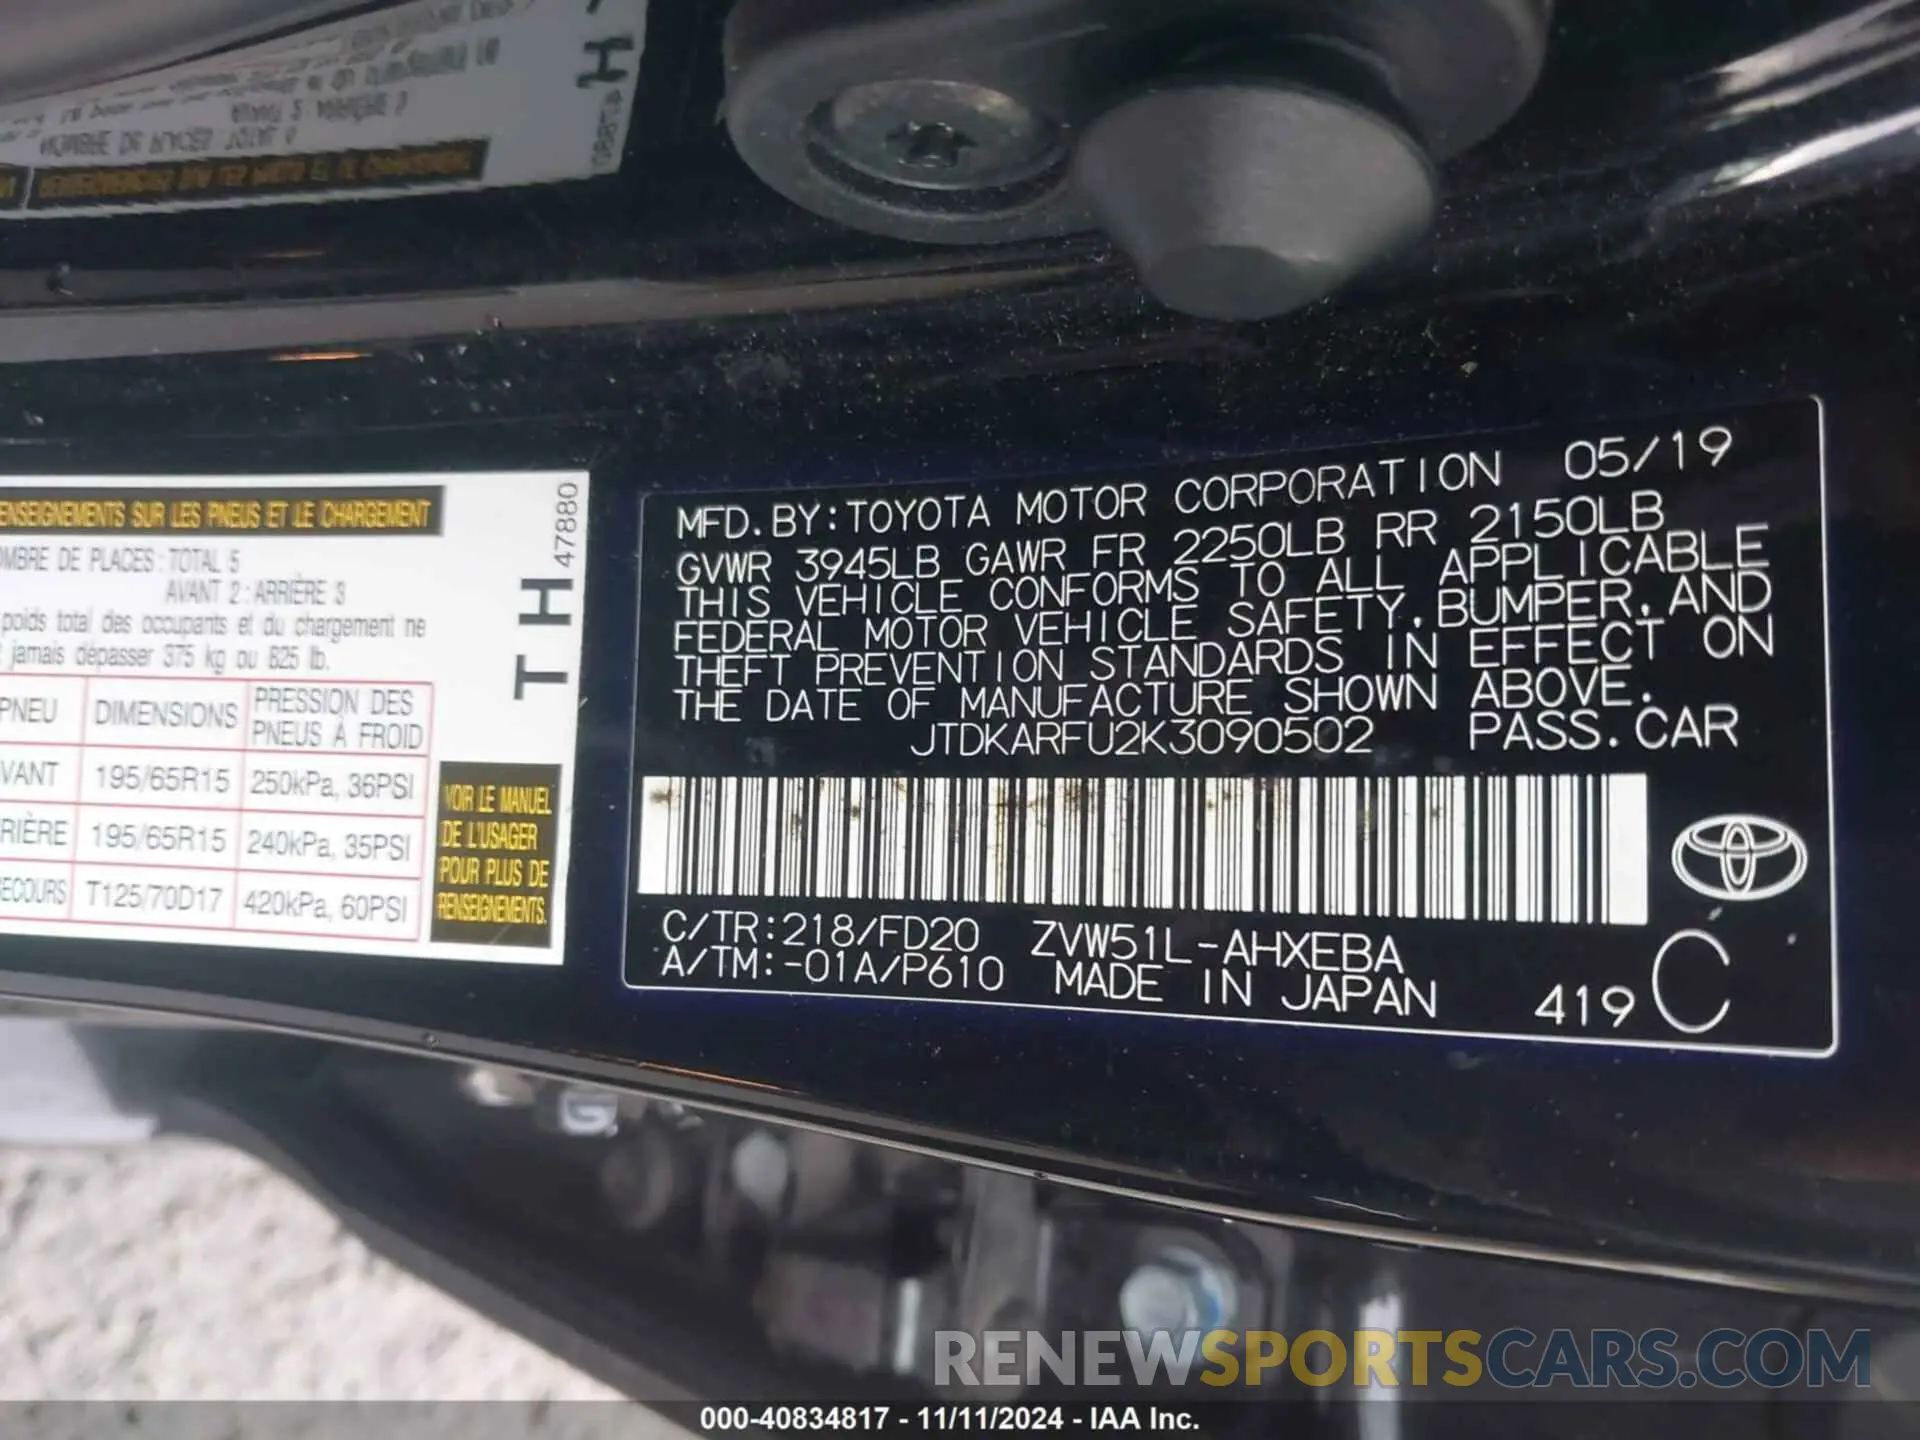 ENSEIGNEMENTS SUR LES PNEUS ET LE CHARGEMENT
47880
OMBRE DE PLACES : TOTAL 5
AVANT 2 : ARRIÈRE 3
T H
poids total des occupants et du chargement ne
jamais dépasser 375 kg ou 825 lb.
PNEU DIMENSIONS PRESSION DES PNEUS À FROID
VANT 195/65R15 250kPa, 36PSI
RIÈRE 195/65R15 240kPa, 35PSI
ECOURS T125/70D17 420kPa, 60PSI
VOIR LE MANUEL
DE L'USAGER
POUR PLUS DE
RENSEIGNEMENTS.
MFD. BY: TOYOTA MOTOR CORPORATION 05/19
GVWR 3945LB GAWR FR 2250LB RR 2150LB
THIS VEHICLE CONFORMS TO ALL APPLICABLE
FEDERAL MOTOR VEHICLE SAFETY, BUMPER, AND
THEFT PREVENTION STANDARDS IN EFFECT ON
THE DATE OF MANUFACTURE SHOWN ABOVE.
JTDKARFU2K3090502 PASS. CAR
C/TR:218/FD20 ZVW51L-AHXEBA
A/TM:-01A/P610 MADE IN JAPAN 419 C
RENEWSPORTSCARS.COM
000-40834817 - 11/11/2024 - IAA Inc.